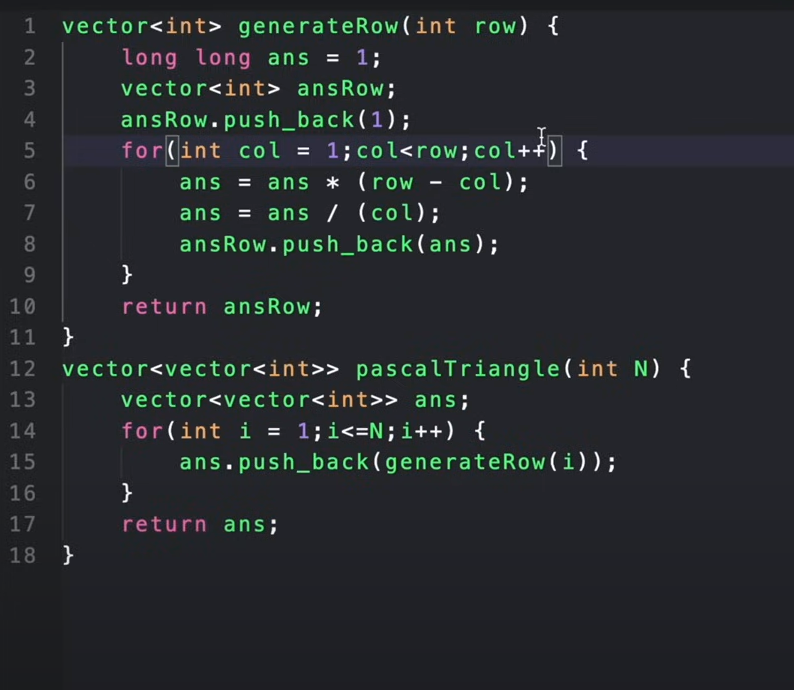 1 vector<int> generateRow(int row) {
2     long long ans = 1;
3     vector<int> ansRow;
4     ansRow.push_back(1);
5     for(int col = 1;col<row;col++) {
6         ans = ans * (row - col);
7         ans = ans / (col);
8         ansRow.push_back(ans);
9     }
10     return ansRow;
11 }
12 vector<vector<int>> pascalTriangle(int N) {
13     vector<vector<int>> ans;
14     for(int i = 1;i<=N;i++) {
15         ans.push_back(generateRow(i));
16     }
17     return ans;
18 }